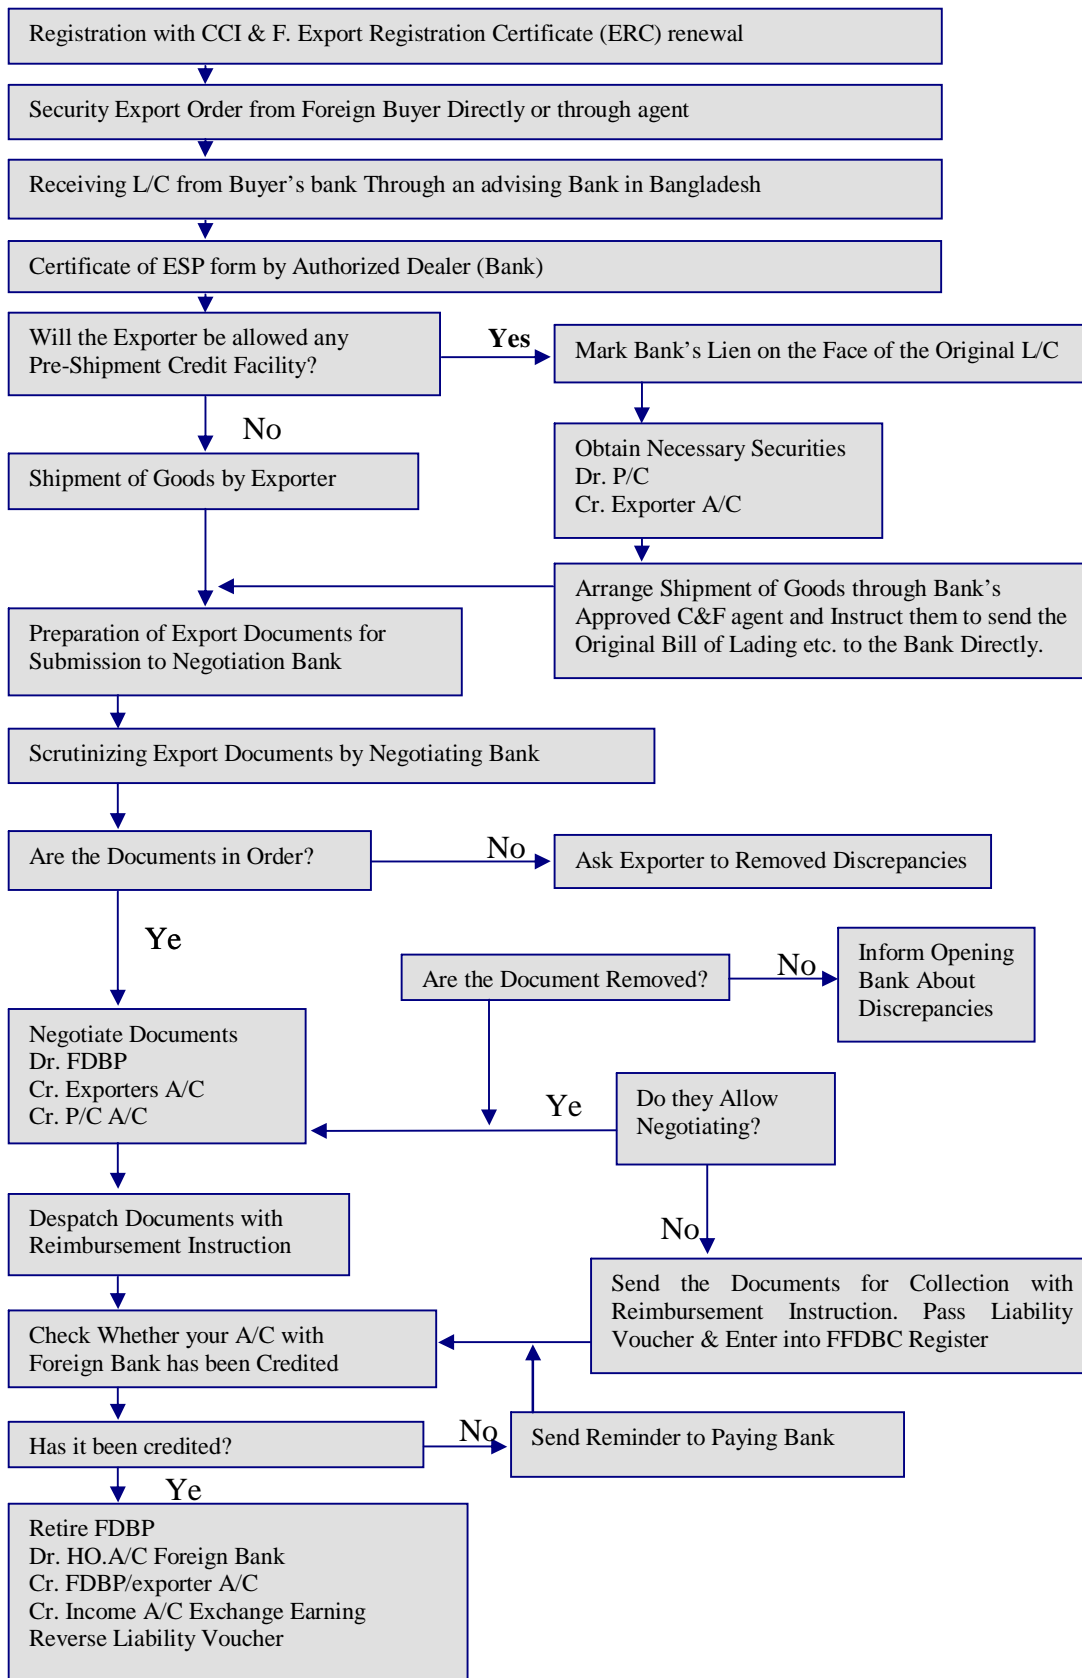 Registration with CCI & F. Export Registration Certificate (ERC) renewal
Security Export Order from Foreign Buyer Directly or through agent
Receiving L/C from Buyer's bank Through an advising Bank in Bangladesh
Certificate of ESP form by Authorized Dealer (Bank)
Will the Exporter be allowed any
Pre-Shipment Credit Facility?
Yes
Mark Bank's Lien on the Face of the Original L/C
No
Obtain Necessary Securities
Dr. P/C
Cr. Exporter A/C
Shipment of Goods by Exporter
Arrange Shipment of Goods through Bank's
Approved C&F agent and Instruct them to send the
Original Bill of Lading etc. to the Bank Directly.
Preparation of Export Documents for
Submission to Negotiation Bank
Scrutinizing Export Documents by Negotiating Bank
Are the Documents in Order?
No
Ask Exporter to Removed Discrepancies
Ye
Are the Document Removed?
No
Inform Opening
Bank About
Discrepancies
Negotiate Documents
Dr. FDBP
Cr. Exporters A/C
Cr. P/C A/C
Ye
Do they Allow
Negotiating?
No
Despatch Documents with
Reimbursement Instruction
Send the Documents for Collection with
Reimbursement Instruction. Pass Liability
Voucher & Enter into FFDBC Register
Check Whether your A/C with
Foreign Bank has been Credited
Has it been credited?
No
Send Reminder to Paying Bank
Ye
Retire FDBP
Dr. HO.A/C Foreign Bank
Cr. FDBP/exporter A/C
Cr. Income A/C Exchange Earning
Reverse Liability Voucher